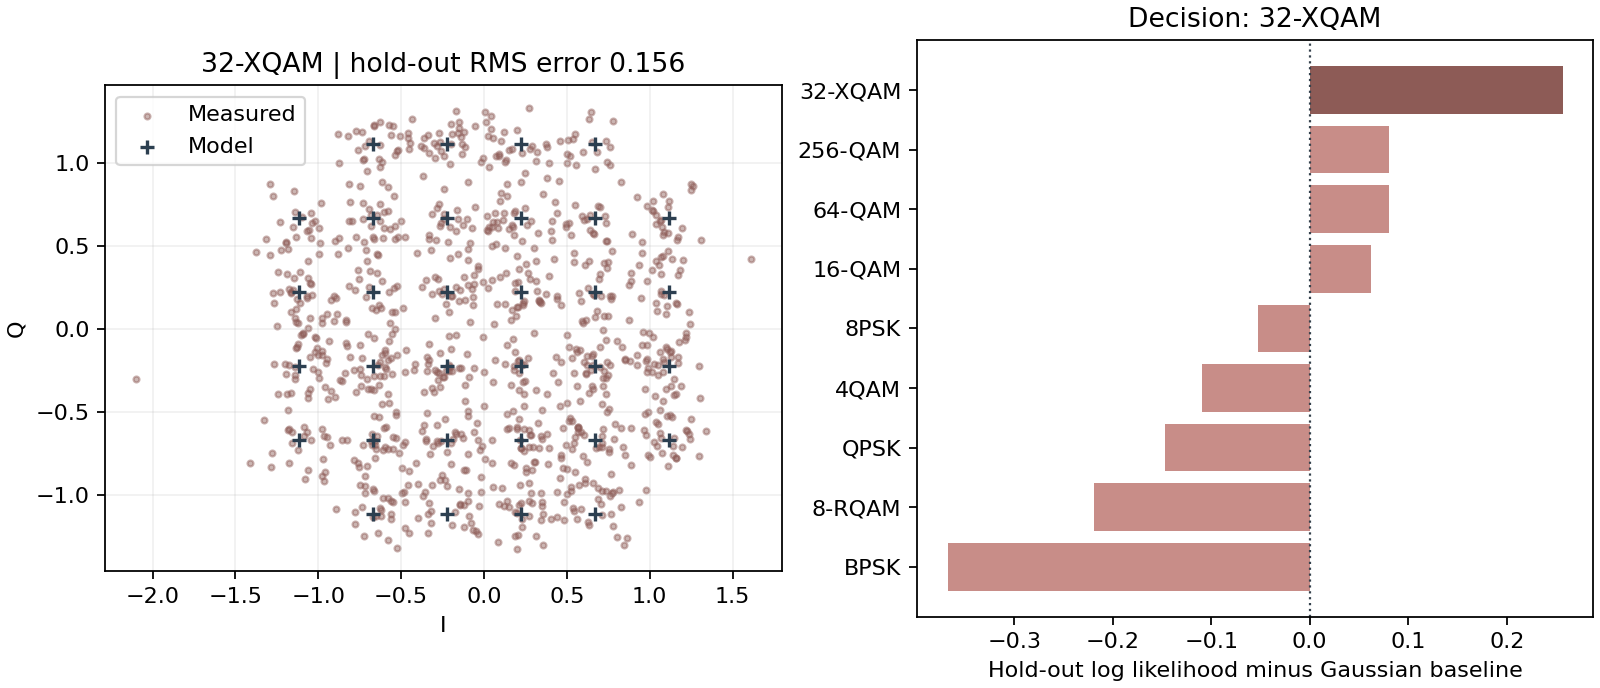 32-XQAM | hold-out RMS error 0.156
Measured
Model
1.0
0.5
0.0
−0.5
−1.0
Q
−2.0 −1.5 −1.0 −0.5 0.0 0.5 1.0 1.5
I
Decision: 32-XQAM
32-XQAM
256-QAM
64-QAM
16-QAM
8PSK
4QAM
QPSK
8-RQAM
BPSK
−0.3 −0.2 −0.1 0.0 0.1 0.2
Hold-out log likelihood minus Gaussian baseline